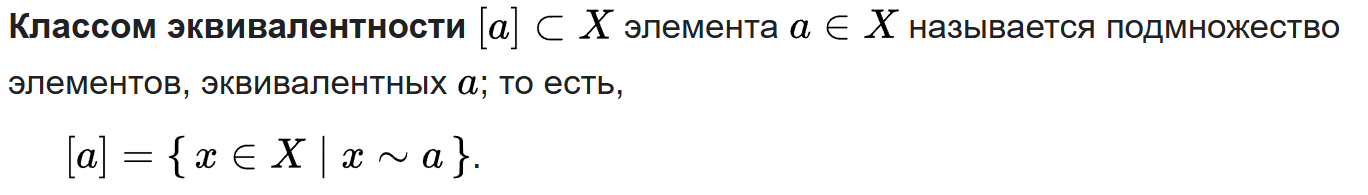 Классом эквивалентности [a] ⊂ X элемента a ∈ X называется подмножество
элементов, эквивалентных a; то есть,
[a] = { x ∈ X | x ∼ a }.